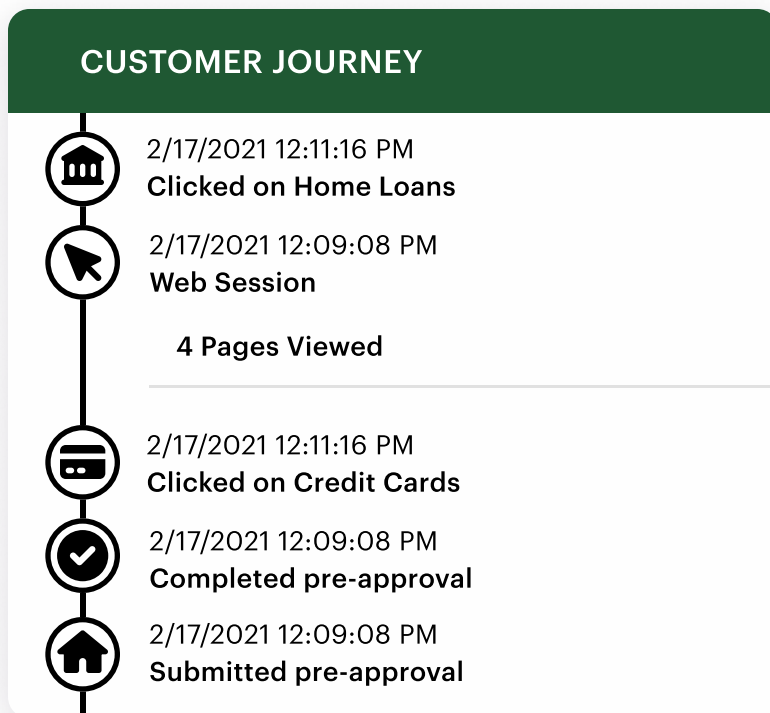 CUSTOMER JOURNEY
2/17/2021 12:11:16 PM
Clicked on Home Loans
2/17/2021 12:09:08 PM
Web Session
4 Pages Viewed
2/17/2021 12:11:16 PM
Clicked on Credit Cards
2/17/2021 12:09:08 PM
Completed pre-approval
2/17/2021 12:09:08 PM
Submitted pre-approval